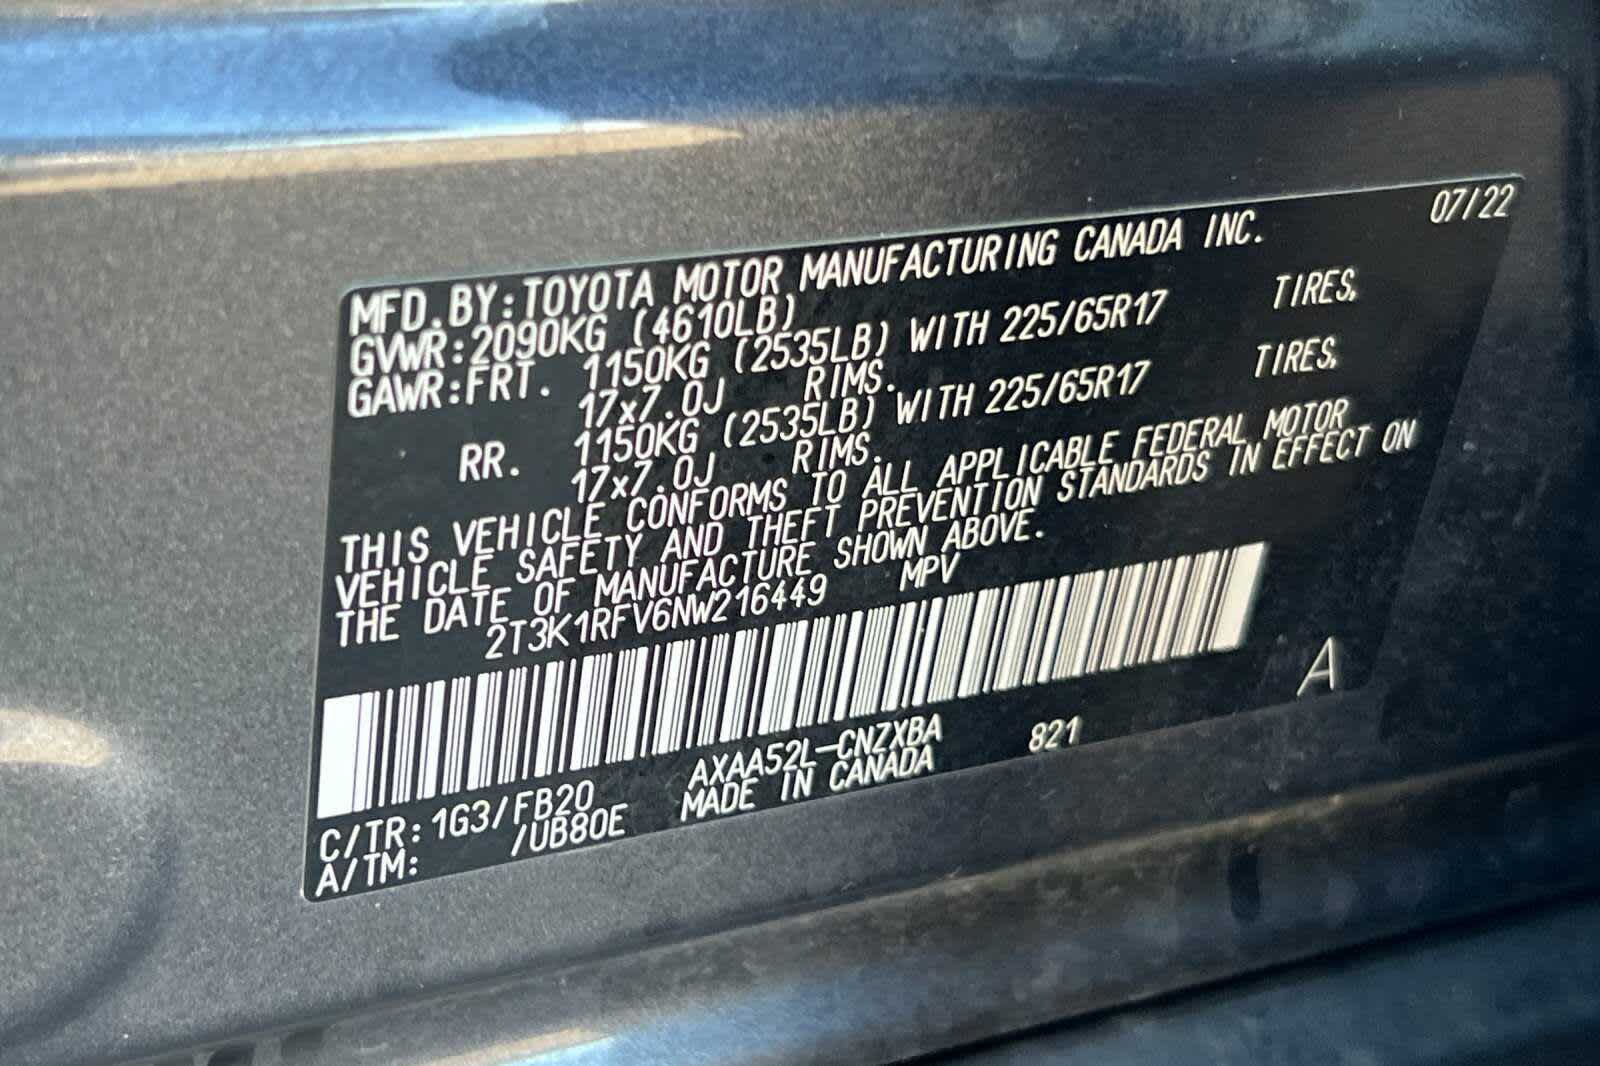 07/22
MFD.BY:TOYOTA MOTOR MANUFACTURING CANADA INC.
GVWR:2090KG (4610LB)
GAWR:FRT. 1150KG (2535LB) WITH 225/65R17 TIRES,
17x7.0J RIMS.
RR. 1150KG (2535LB) WITH 225/65R17 TIRES,
17x7.0J RIMS.
THIS VEHICLE CONFORMS TO ALL APPLICABLE FEDERAL MOTOR
VEHICLE SAFETY AND THEFT PREVENTION STANDARDS IN EFFECT ON
THE DATE OF MANUFACTURE SHOWN ABOVE.
2T3K1RFV6NW216449 MPV
A
C/TR:1G3/FB20 AXAA52L-CNZXBA 821
A/TM: /UB80E MADE IN CANADA